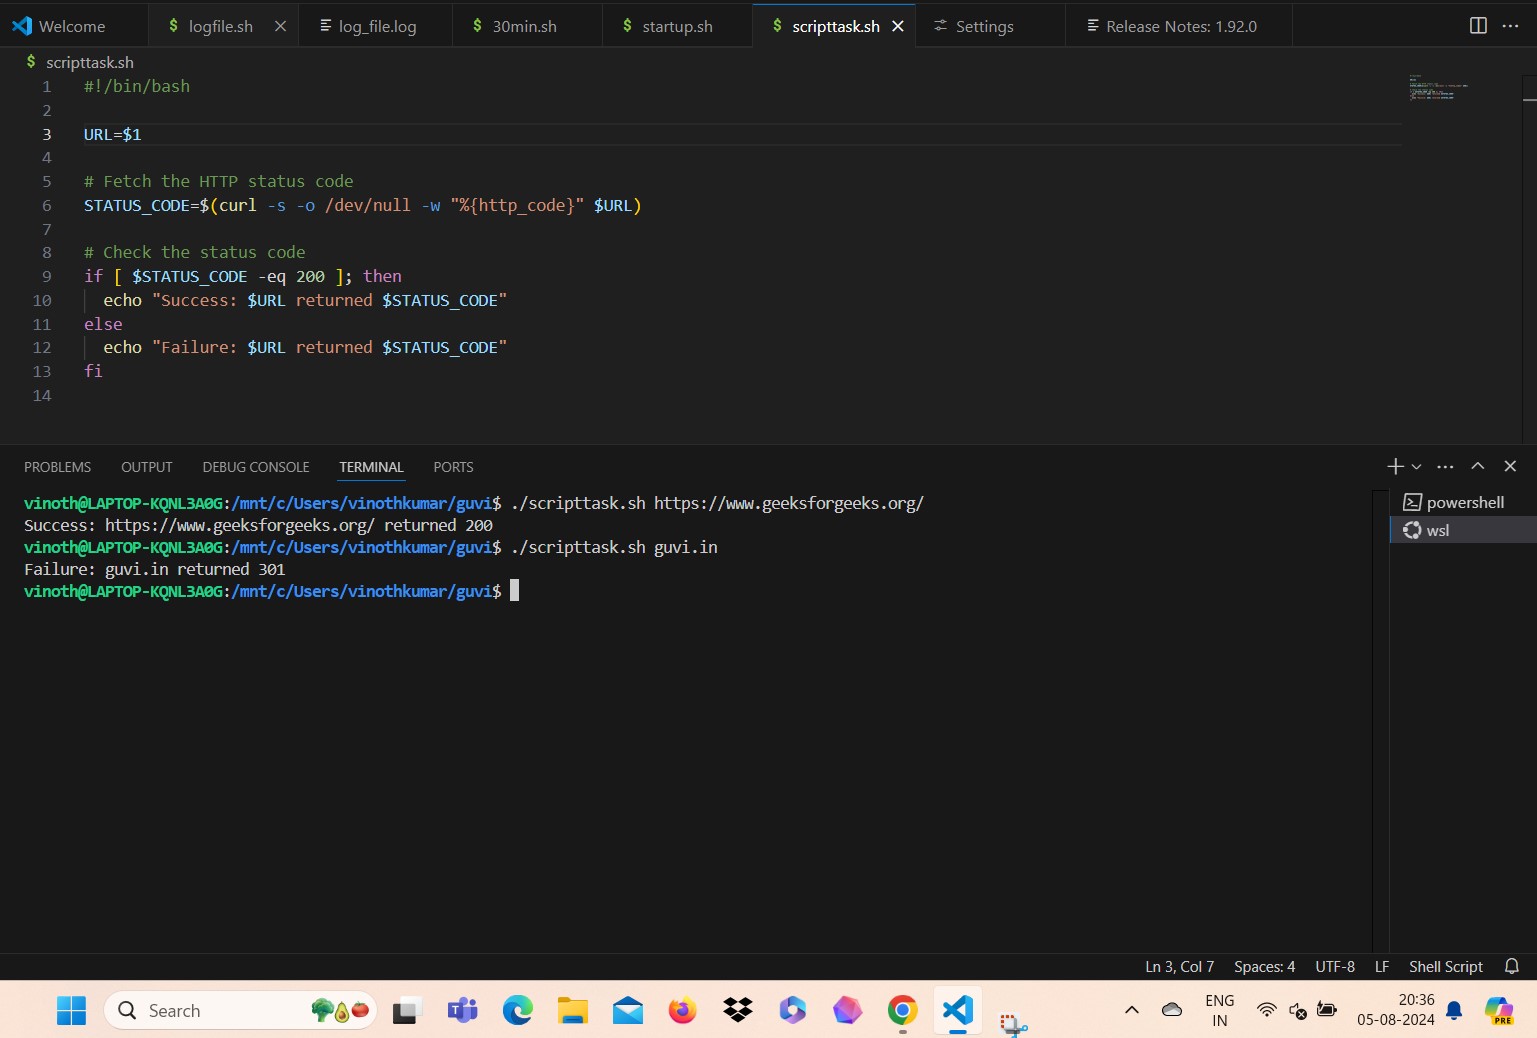 Welcome
$ logfile.sh
log_file.log
$ 30min.sh
$ startup.sh
$ scripttask.sh
Settings
Release Notes: 1.92.0
$ scripttask.sh
1 #!/bin/bash
2
3 URL=$1
4
5 # Fetch the HTTP status code
6 STATUS_CODE=$(curl -s -o /dev/null -w "%{http_code}" $URL)
7
8 # Check the status code
9 if [ $STATUS_CODE -eq 200 ]; then
10 echo "Success: $URL returned $STATUS_CODE"
11 else
12 echo "Failure: $URL returned $STATUS_CODE"
13 fi
14
PROBLEMS OUTPUT DEBUG CONSOLE TERMINAL PORTS
vinoth@LAPTOP-KQNL3A0G:/mnt/c/Users/vinothkumar/guvi$ ./scripttask.sh https://www.geeksforgeeks.org/
Success: https://www.geeksforgeeks.org/ returned 200
vinoth@LAPTOP-KQNL3A0G:/mnt/c/Users/vinothkumar/guvi$ ./scripttask.sh guvi.in
Failure: guvi.in returned 301
vinoth@LAPTOP-KQNL3A0G:/mnt/c/Users/vinothkumar/guvi$
powershell
wsl
Ln 3, Col 7 Spaces: 4 UTF-8 LF Shell Script
Search
ENG
IN
20:36
05-08-2024
PRE